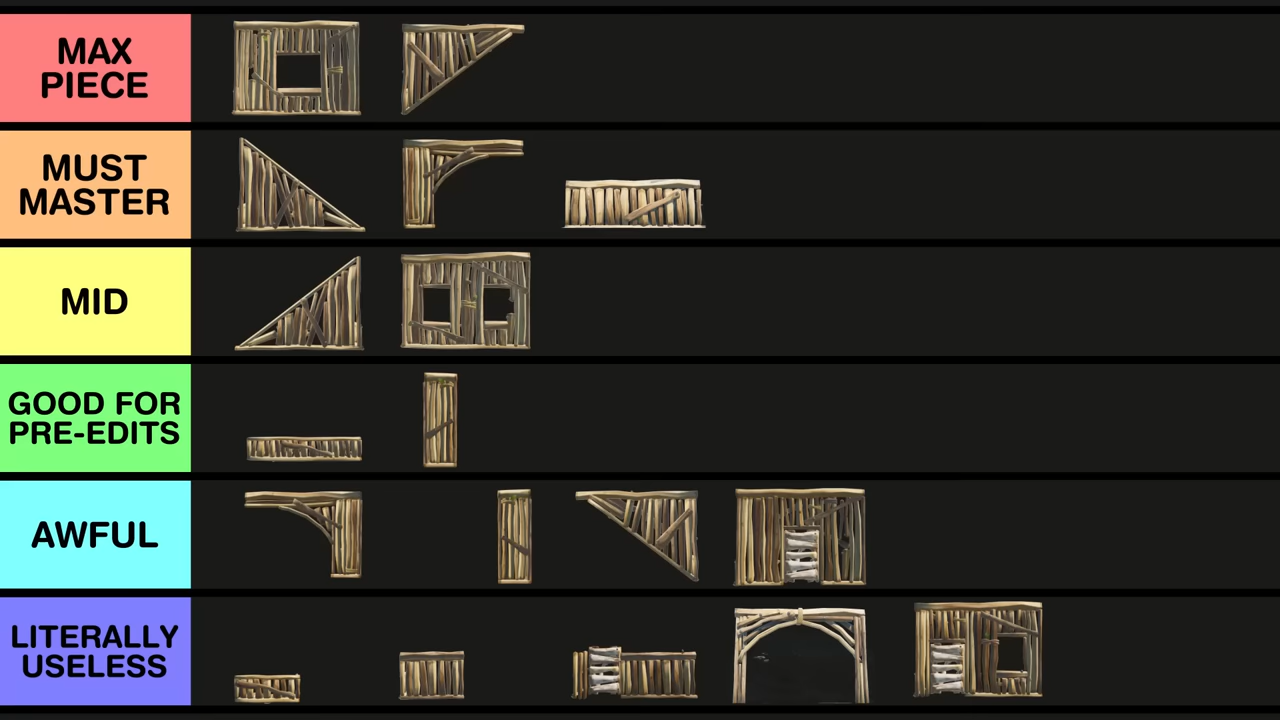 MAX
PIECE
MUST
MASTER
MID
GOOD FOR
PRE-EDITS
AWFUL
LITERALLY
USELESS